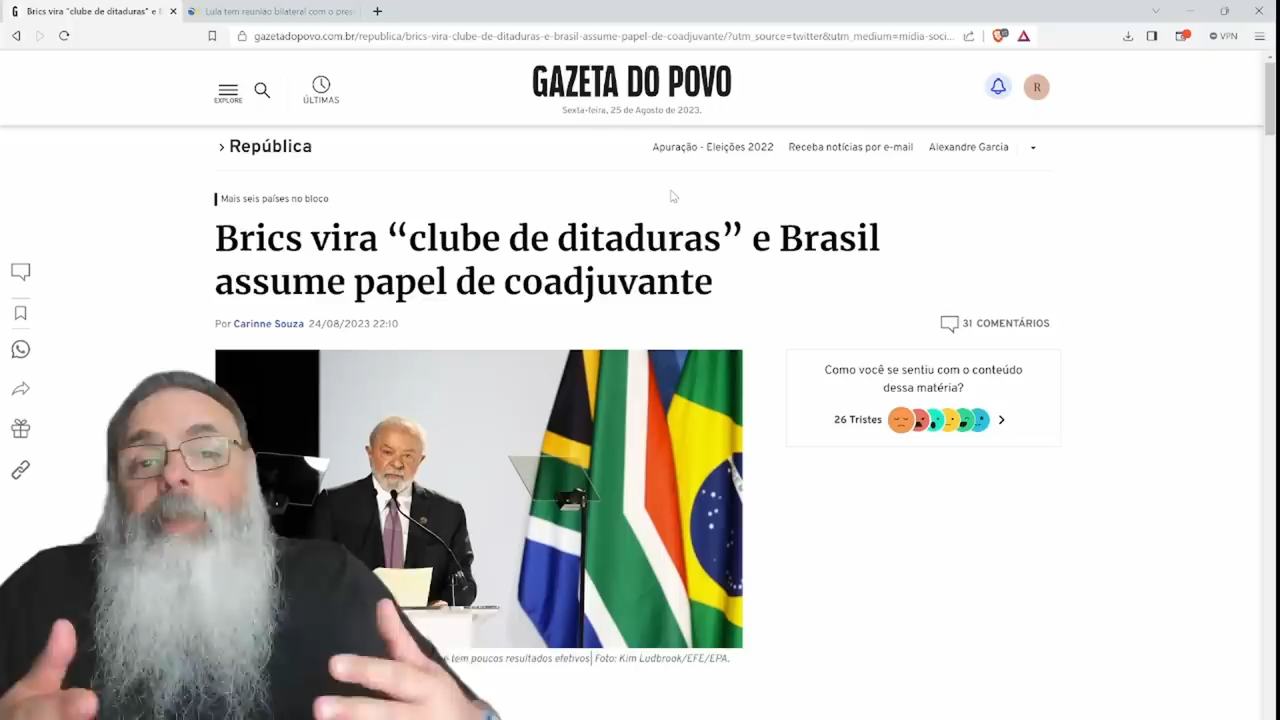 Brics vira “clube de ditaduras” e B
Lula tem reunião bilateral com o pres
gazetadopovo.com.br/republica/brics-vira-clube-de-ditaduras-e-brasil-assume-papel-de-coadjuvante/?utm_source=twitter&utm_medium=midia-soci...
VPN
EXPLORE
ÚLTIMAS
GAZETA DO POVO
Sexta-feira, 25 de Agosto de 2023.
R
República
Apuração - Eleições 2022 Receba notícias por e-mail Alexandre Garcia
Mais seis países no bloco
Brics vira “clube de ditaduras” e Brasil
assume papel de coadjuvante
Por Carinne Souza 24/08/2023 22:10
31 COMENTÁRIOS
Como você se sentiu com o conteúdo
dessa matéria?
26 Tristes
tem poucos resultados efetivos| Foto: Kim Ludbrook/EFE/EPA.